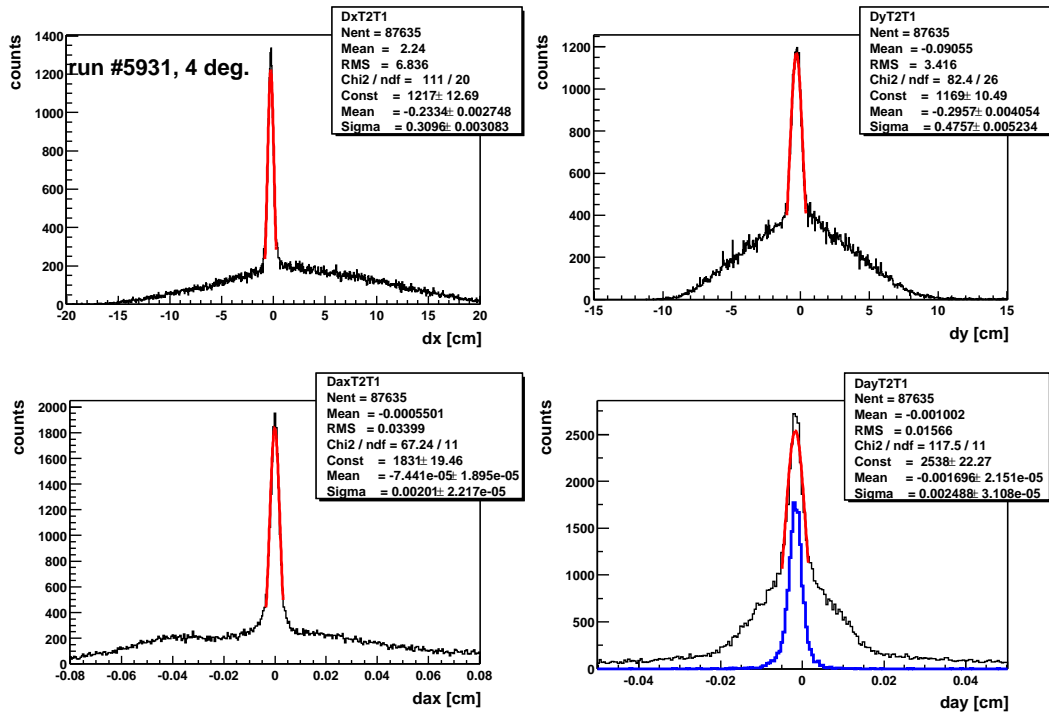 DxT2T1
Nent = 87635
Mean = 2.24
RMS = 6.836
Chi2 / ndf = 111 / 20
Const = 1217± 12.69
Mean = -0.2334± 0.002748
Sigma = 0.3096± 0.003083
run #5931, 4 deg.
counts
1400
1200
1000
800
600
400
200
0
-20 -15 -10 -5 0 5 10 15 20
dx [cm]
DyT2T1
Nent = 87635
Mean = -0.09055
RMS = 3.416
Chi2 / ndf = 82.4 / 26
Const = 1169± 10.49
Mean = -0.2957± 0.004054
Sigma = 0.4757± 0.005234
counts
1200
1000
800
600
400
200
0
-15 -10 -5 0 5 10 15
dy [cm]
DaxT2T1
Nent = 87635
Mean = -0.0005501
RMS = 0.03399
Chi2 / ndf = 67.24 / 11
Const = 1831± 19.46
Mean = -7.441e-05± 1.895e-05
Sigma = 0.00201± 2.217e-05
counts
2000
1800
1600
1400
1200
1000
800
600
400
200
0
-0.08 -0.06 -0.04 -0.02 0 0.02 0.04 0.06 0.08
dax [cm]
DayT2T1
Nent = 87635
Mean = -0.001002
RMS = 0.01566
Chi2 / ndf = 117.5 / 11
Const = 2538± 22.27
Mean = -0.001696± 2.151e-05
Sigma = 0.002488± 3.108e-05
counts
2500
2000
1500
1000
500
0
-0.04 -0.02 0 0.02 0.04
day [cm]